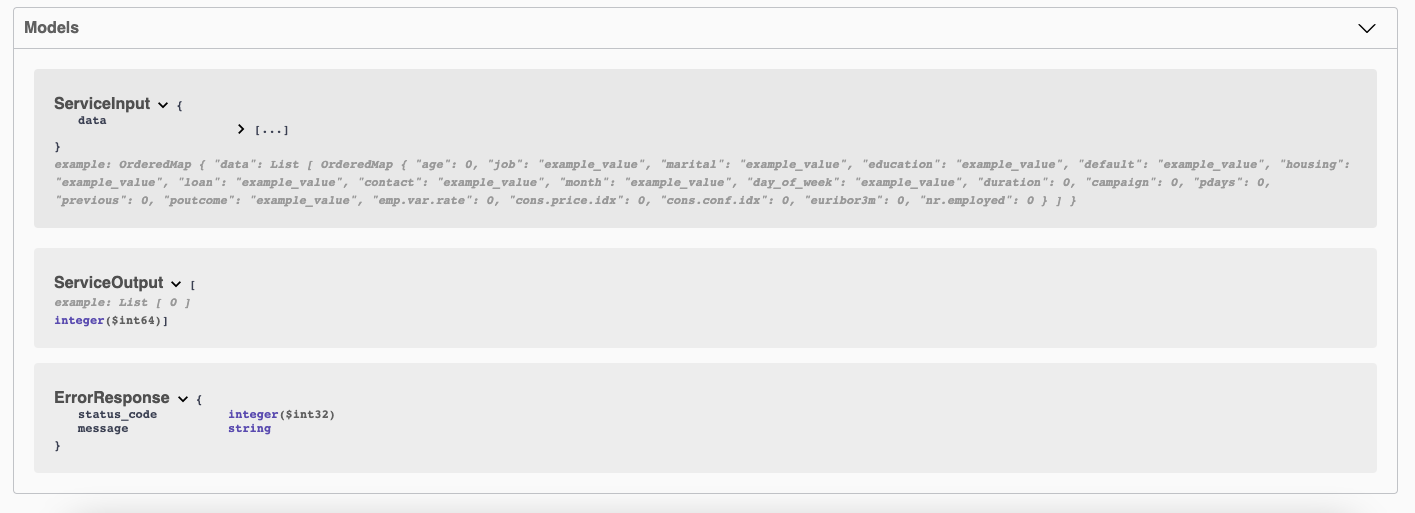 Models
ServiceInput {
data
[...]
}
example: OrderedMap { "data": List [ OrderedMap { "age": 0, "job": "example_value", "marital": "example_value", "education": "example_value", "default": "example_value", "housing":
"example_value", "loan": "example_value", "contact": "example_value", "month": "example_value", "day_of_week": "example_value", "duration": 0, "campaign": 0, "pdays": 0,
"previous": 0, "poutcome": "example_value", "emp.var.rate": 0, "cons.price.idx": 0, "cons.conf.idx": 0, "euribor3m": 0, "nr.employed": 0 } ] }
ServiceOutput [
example: List [ 0 ]
integer($int64)]
ErrorResponse {
status_code integer($int32)
message string
}